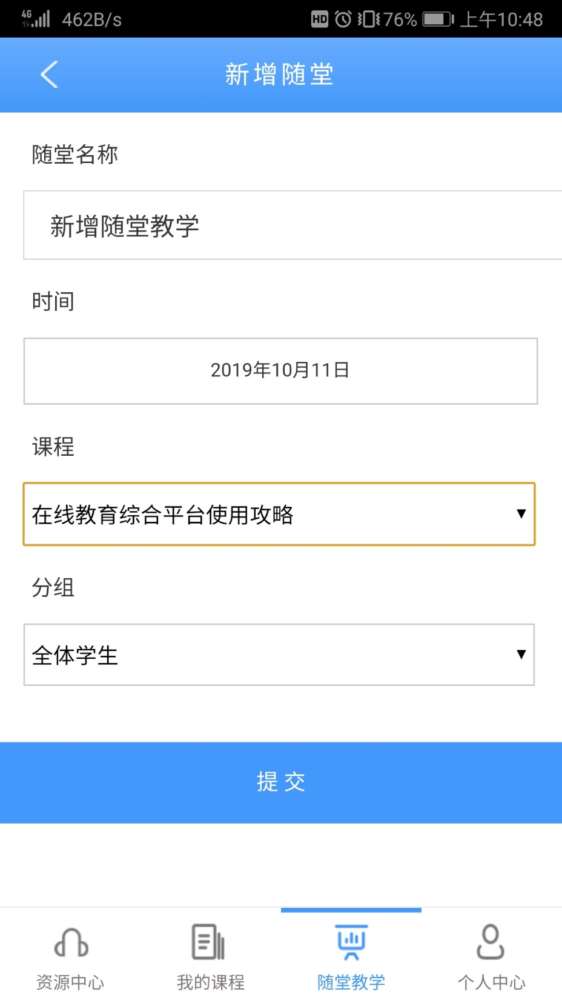 4G 462B/s HD 76% 上午10:48
新增随堂
随堂名称
新增随堂教学
时间
2019年10月11日
课程
在线教育综合平台使用攻略
分组
全体学生
提交
资源中心 我的课程 随堂教学 个人中心